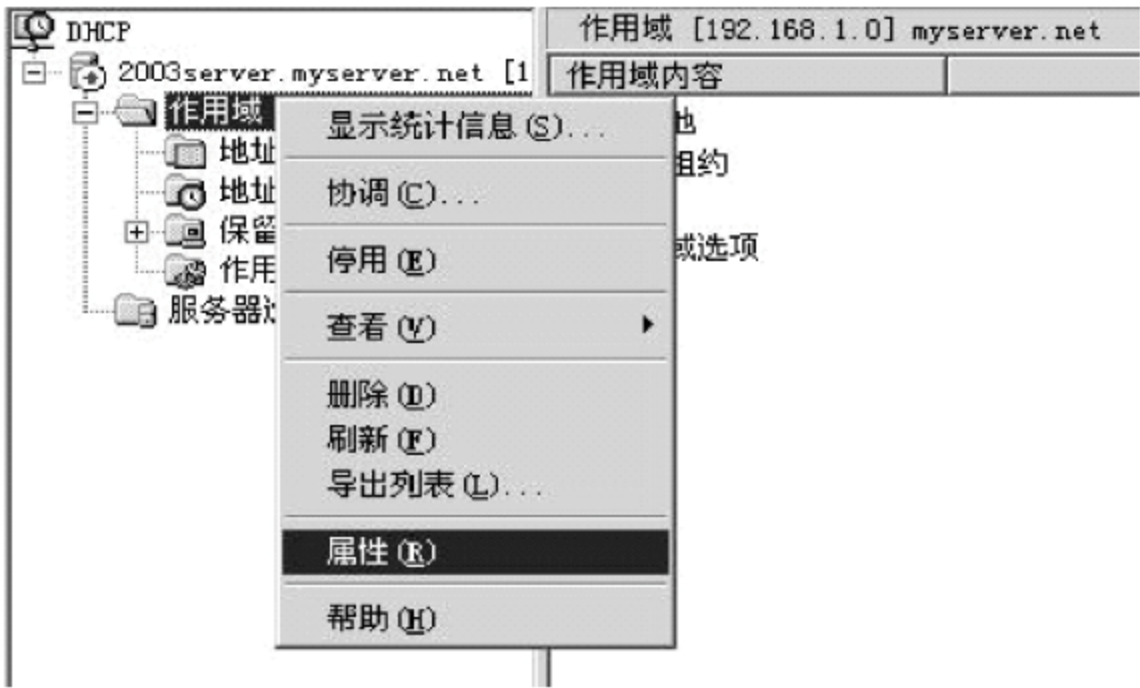 DHCP
2003server.myserver.net [1
作用域
地址
地址
保留
作用
服务器
作用域 [192.168.1.0] myserver.net
作用域内容
租约
域选项
显示统计信息(S)...
协调(C)...
停用(E)
查看(V)
删除(D)
刷新(F)
导出列表(L)...
属性(R)
帮助(H)